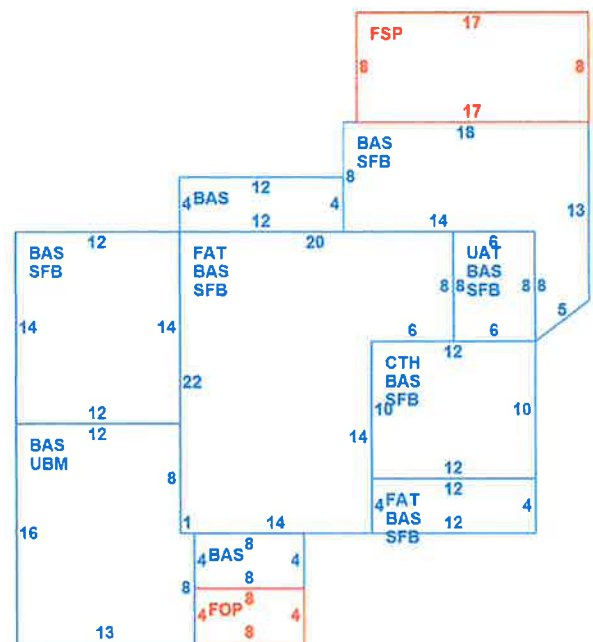 17
FSP
8 8
17
18
BAS
SFB
8
12
4 BAS 4
13
12 12 20 14 6
BAS
SFB
FAT
BAS
SFB
UAT
BAS
SFB
8 8 8
5
14 14
6 6
12
CTH
BAS
SFB
22
10 10
12
12
14
BAS
UBM
8
12
12
4 FAT 4
BAS
SFB
12
16
1 14
8
4 BAS 4
8
8
8
4 FOP 4
13 8